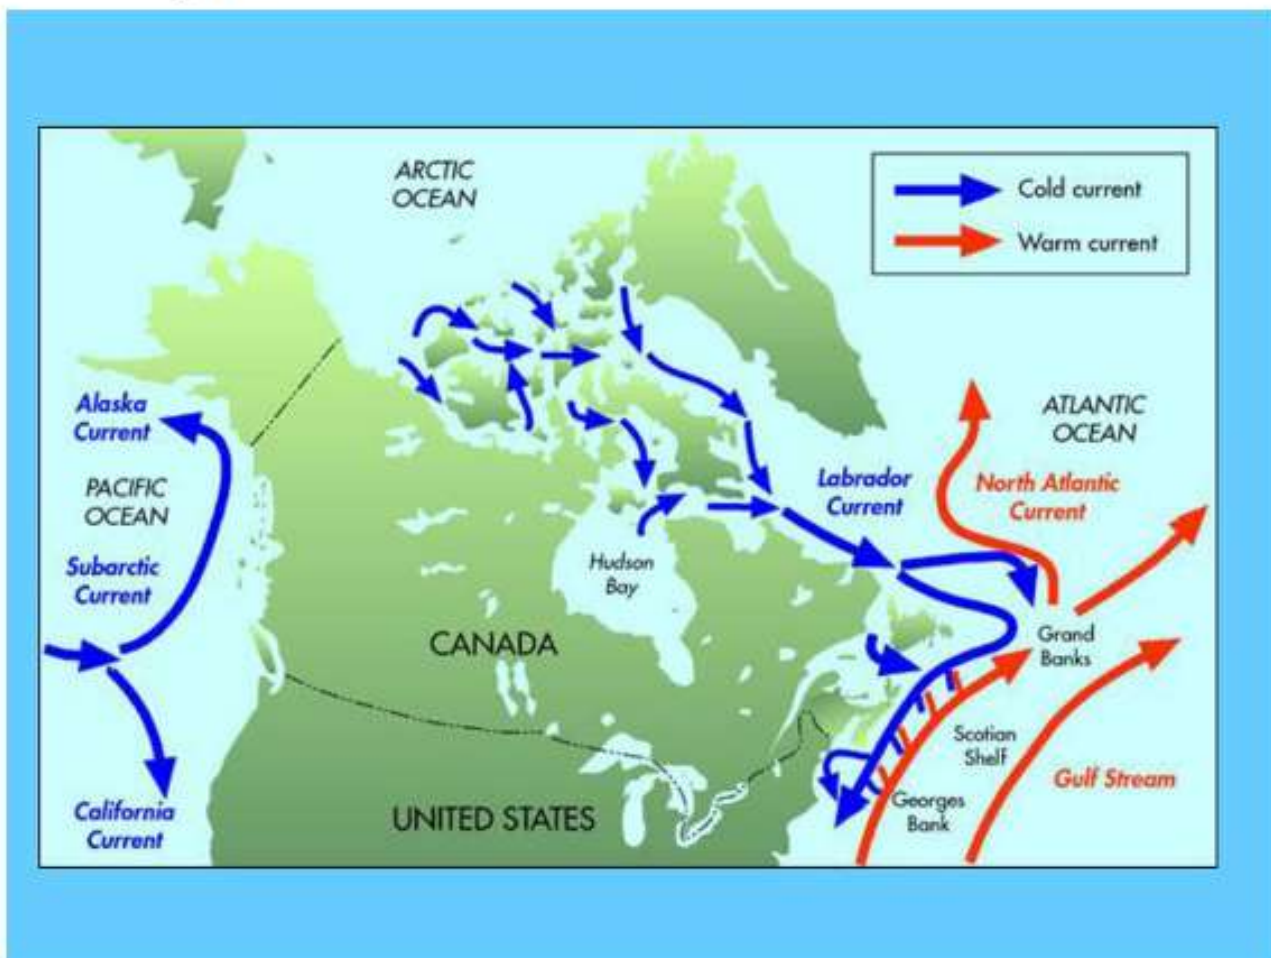 ARCTIC
OCEAN
Cold current
Warm current
Alaska
Current
PACIFIC
OCEAN
Subarctic
Current
California
Current
ATLANTIC
OCEAN
Labrador
Current
North Atlantic
Current
Hudson
Bay
CANADA
Grand
Banks
Scotian
Shelf
Gulf Stream
Georges
Bank
UNITED STATES